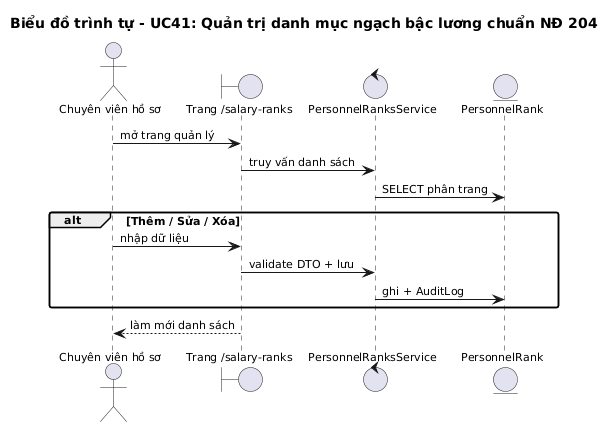 Biểu đồ trình tự - UC41: Quản trị danh mục ngạch bậc lương chuẩn NĐ 204
Chuyên viên hồ sơ
Trang /salary-ranks
PersonnelRanksService
PersonnelRank
mở trang quản lý
truy vấn danh sách
SELECT phân trang
alt
[Thêm / Sửa / Xóa]
nhập dữ liệu
validate DTO + lưu
ghi + AuditLog
làm mới danh sách
Chuyên viên hồ sơ
Trang /salary-ranks
PersonnelRanksService
PersonnelRank